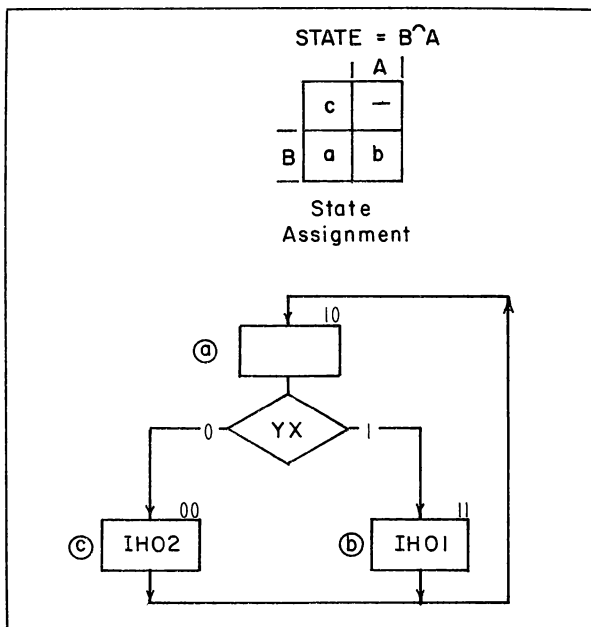 STATE = B⌒A
A
c —
B a b
State
Assignment
10
a
0 YX 1
00 11
c IHO2 b IHO1